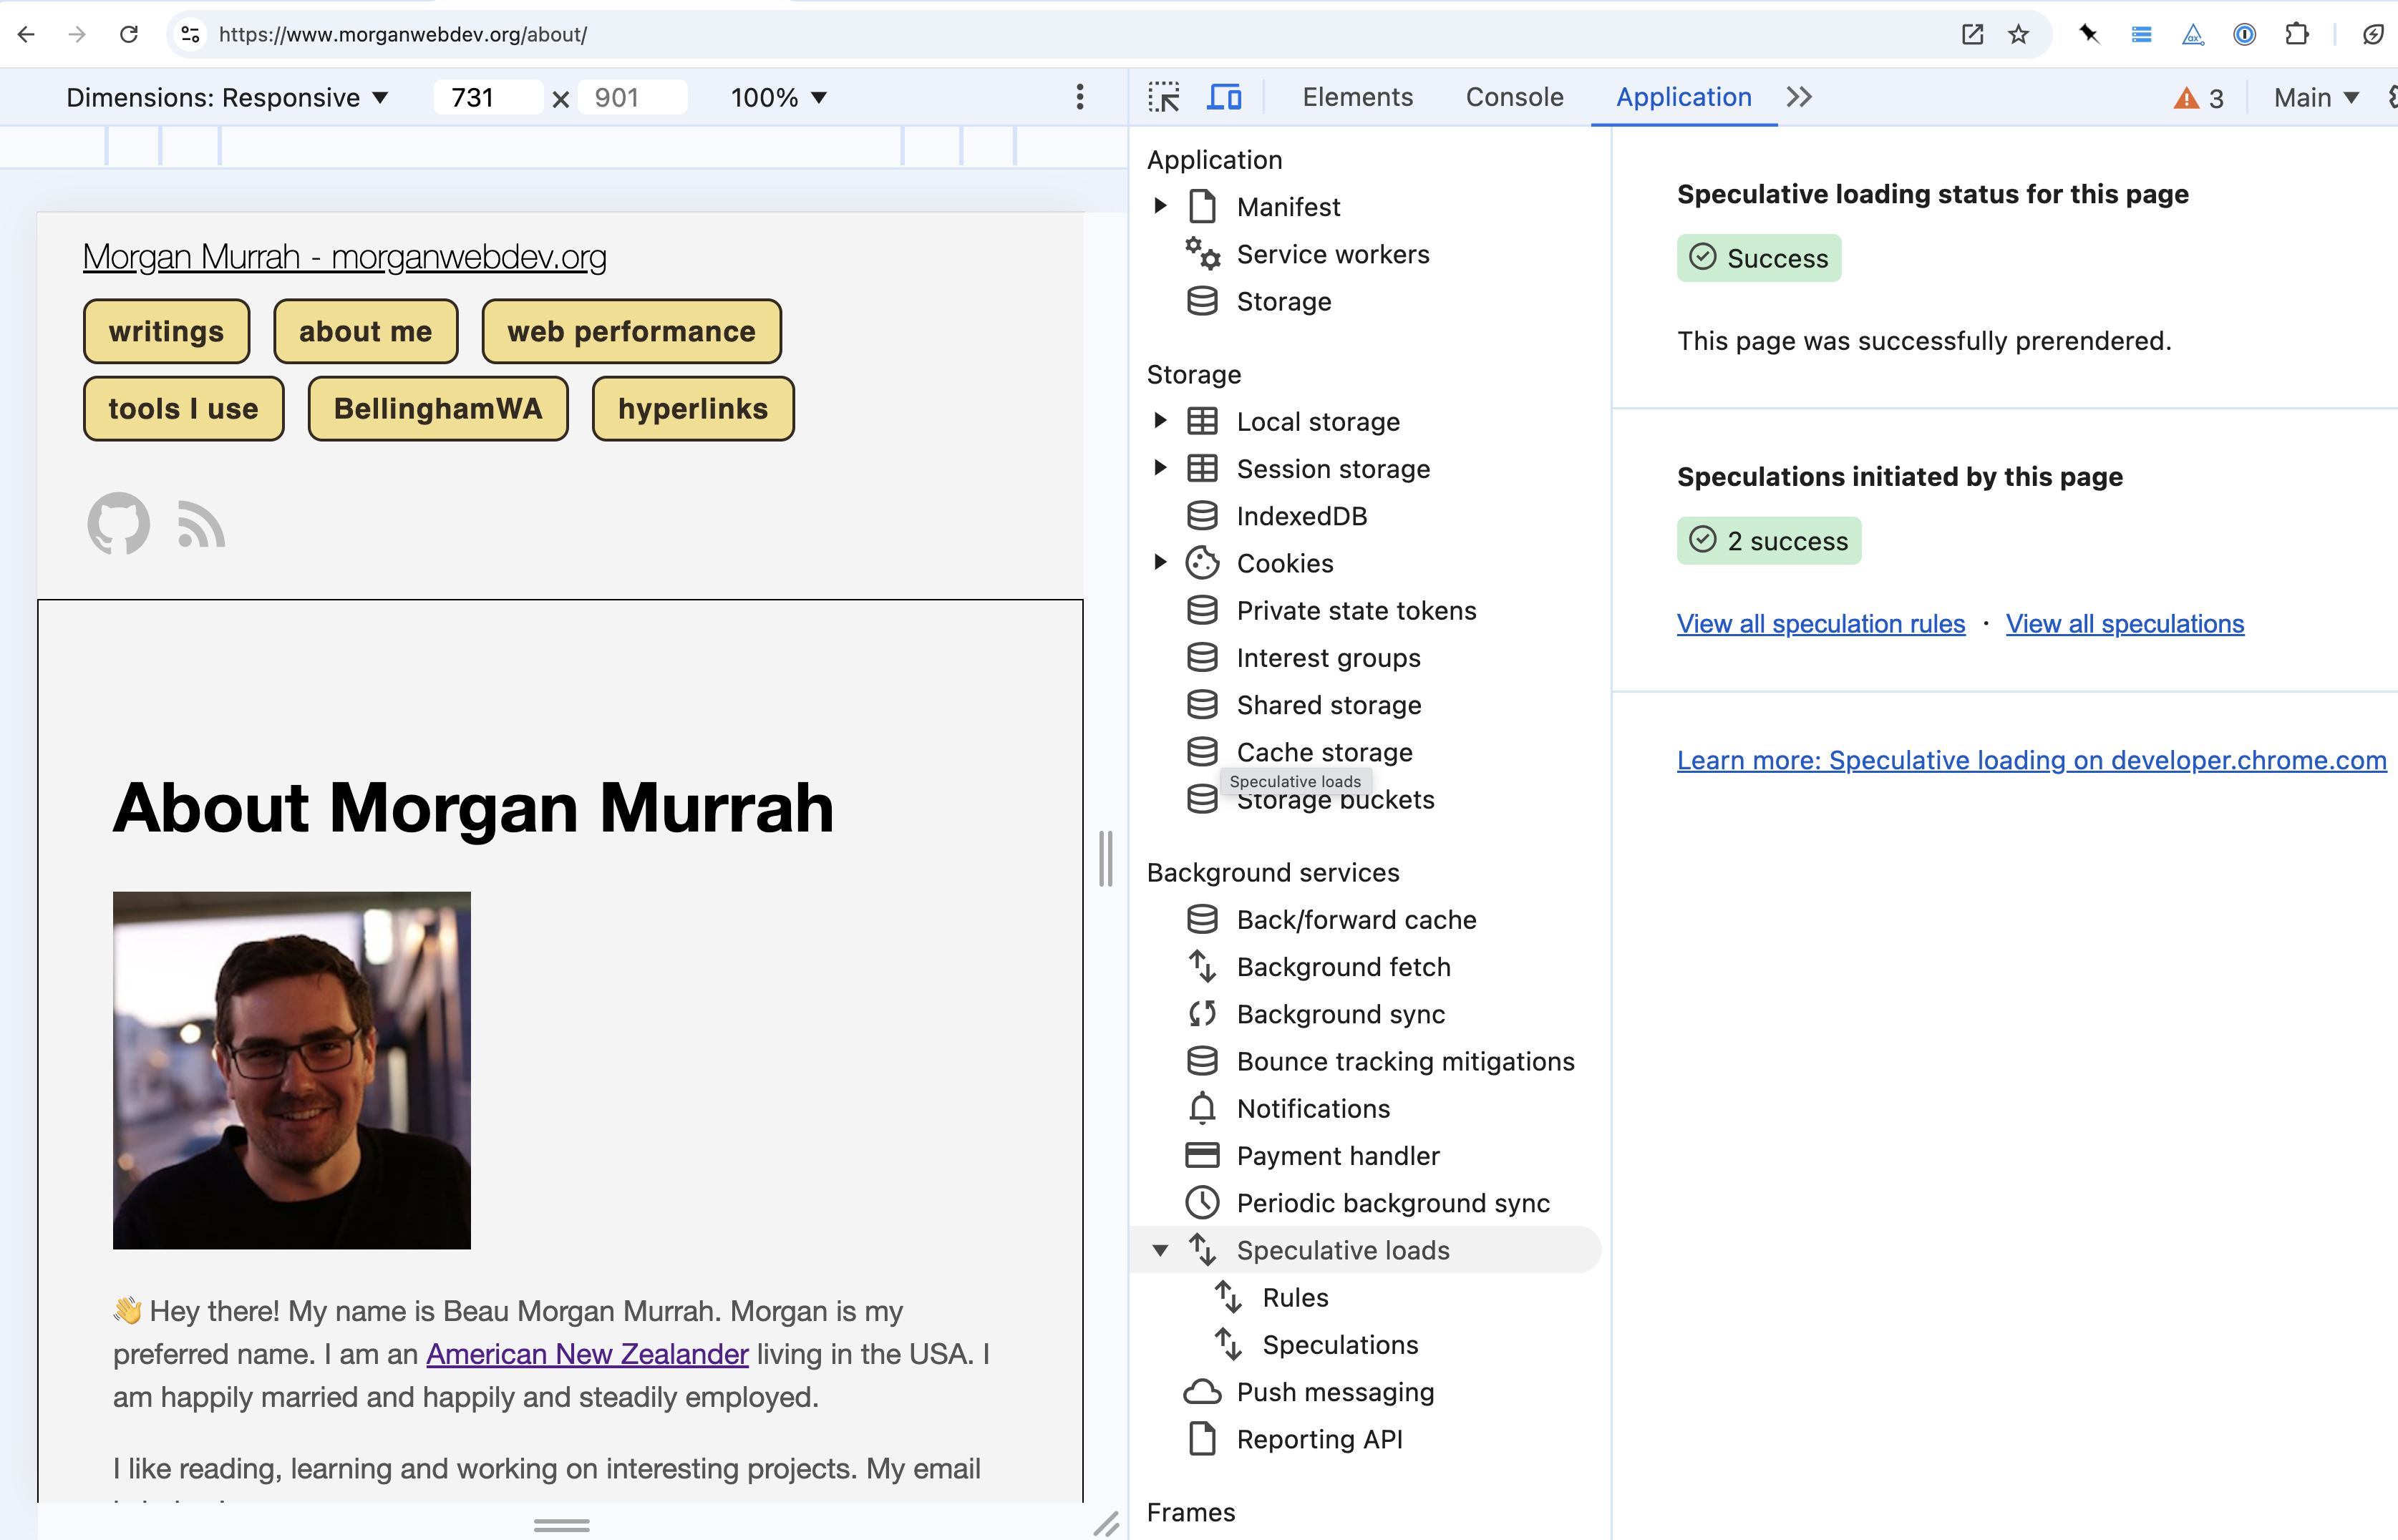 https://www.morganwebdev.org/about/
Dimensions: Responsive
731
×
901
100%
Elements
Console
Application
3
Main
Morgan Murrah - morganwebdev.org
writings
about me
web performance
tools I use
BellinghamWA
hyperlinks
About Morgan Murrah
👋 Hey there! My name is Beau Morgan Murrah. Morgan is my
preferred name. I am an American New Zealander living in the USA. I
am happily married and happily and steadily employed.
I like reading, learning and working on interesting projects. My email
Application
Manifest
Service workers
Storage
Storage
Local storage
Session storage
IndexedDB
Cookies
Private state tokens
Interest groups
Shared storage
Cache storage
Speculative loads
Storage buckets
Background services
Back/forward cache
Background fetch
Background sync
Bounce tracking mitigations
Notifications
Payment handler
Periodic background sync
Speculative loads
Rules
Speculations
Push messaging
Reporting API
Frames
Speculative loading status for this page
Success
This page was successfully prerendered.
Speculations initiated by this page
2 success
View all speculation rules · View all speculations
Learn more: Speculative loading on developer.chrome.com